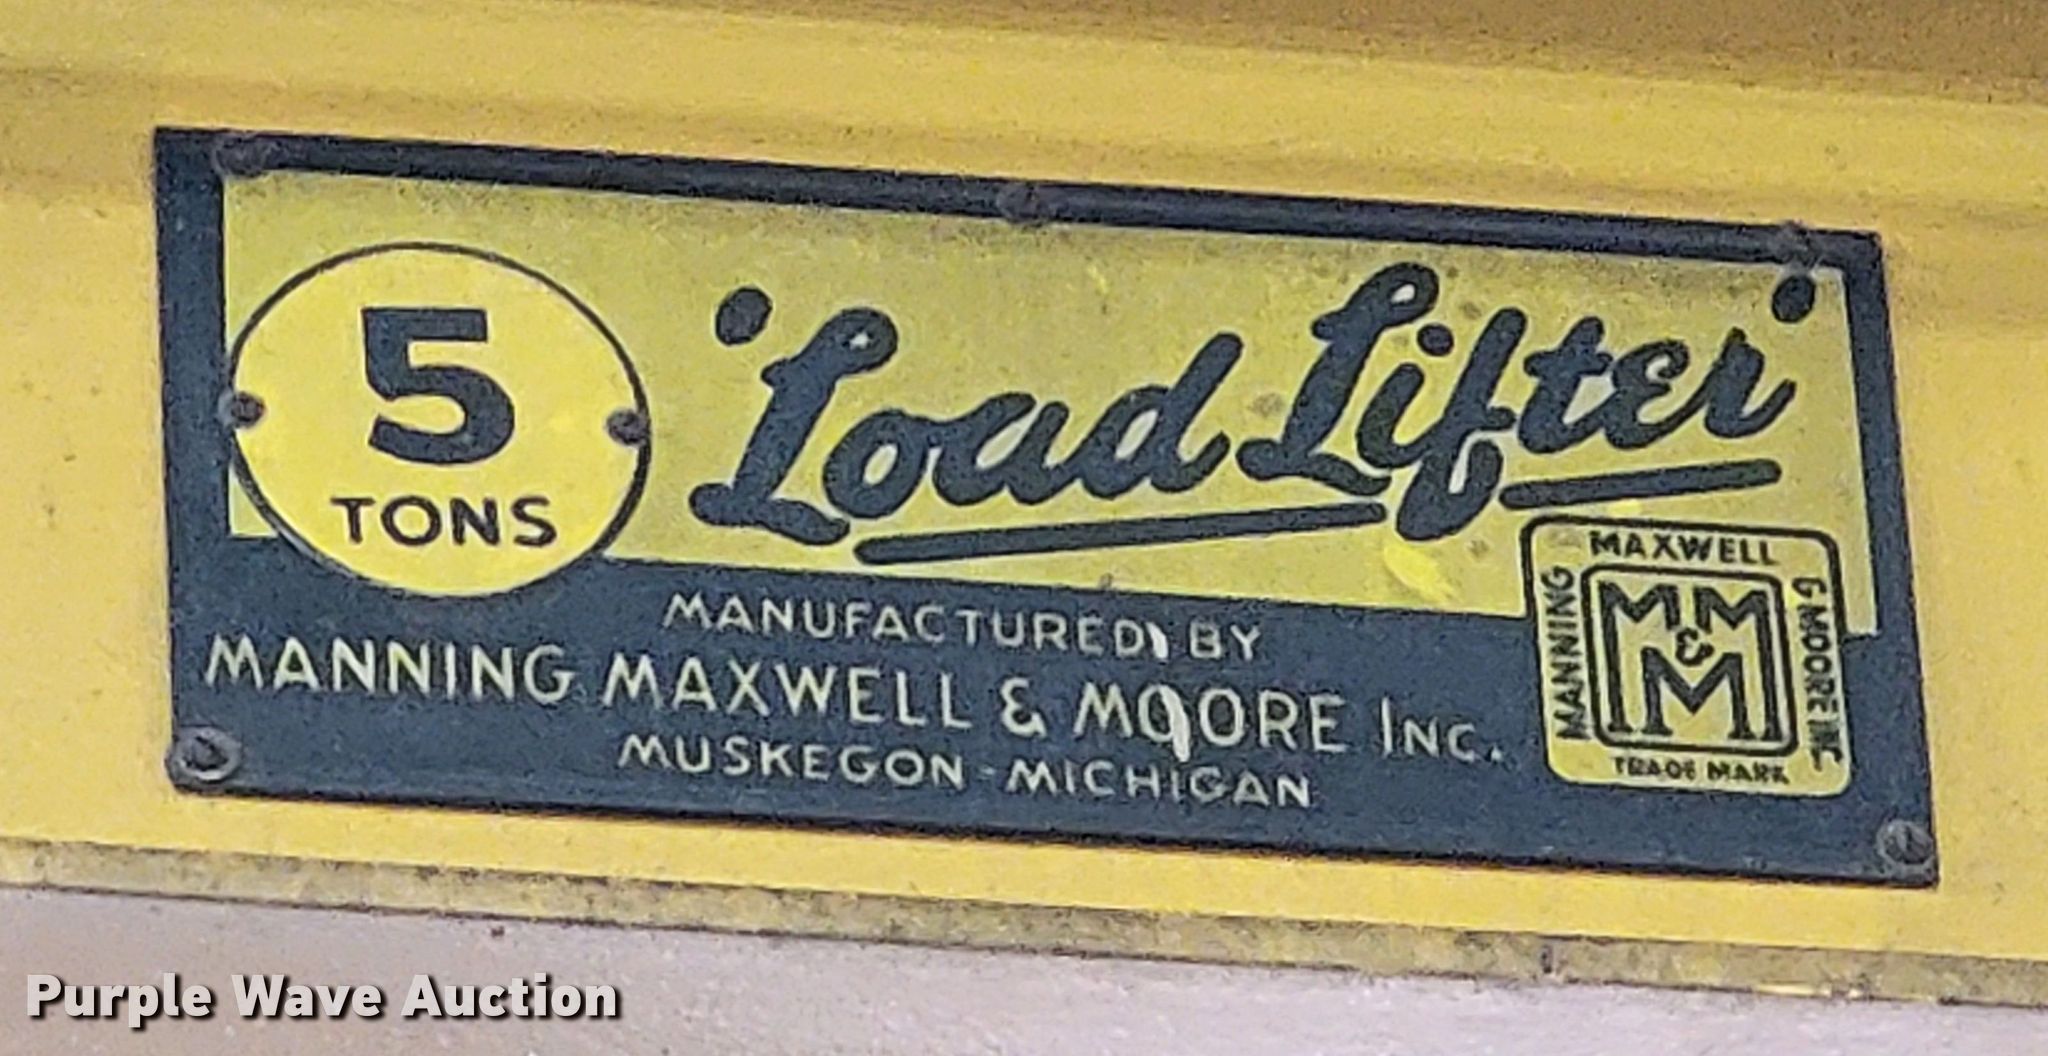 5
TONS
'Load Lifter'
MANUFACTURED BY
MANNING MAXWELL & MOORE INC.
MUSKEGON - MICHIGAN
MAXWELL
MANNING
& MOORE INC
MM&M
TRADE MARK
Purple Wave Auction